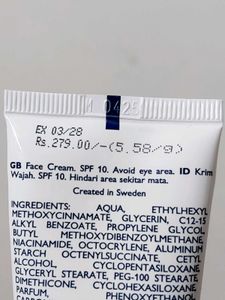 M 0425
EX 03/28
Rs.279.00/-(5.58/g)
GB Face Cream. SPF 10. Avoid eye area. ID Krim
Wajah. SPF 10. Hindari area sekitar mata.
Created in Sweden
INGREDIENTS: AQUA, ETHYLHEXYL
METHOXYCINNAMATE, GLYCERIN, C12-15
ALKYL BENZOATE, PROPYLENE GLYCOL,
BUTYL METHOXYDIBENZOYLMETHANE,
NIACINAMIDE, OCTOCRYLENE, ALUMINUM
STARCH OCTENYLSUCCINATE, CETYL
ALCOHOL, CYCLOPENTASILOXANE,
GLYCERYL STEARATE, PEG-100 STEARATE,
DIMETHICONE, CYCLOHEXASILOXANE,
PARFUM, PHENOXYETHANOL,